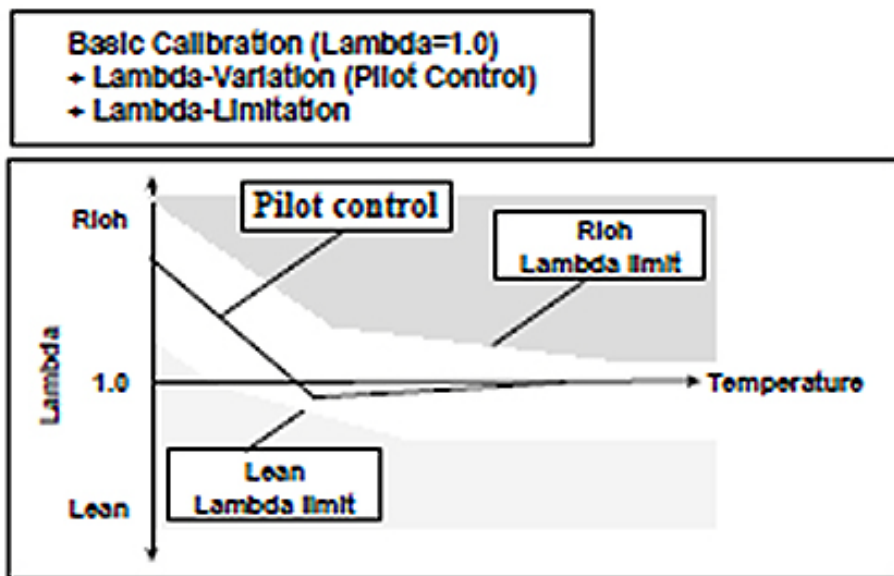 Basic Calibration (Lambda=1.0)
+ Lambda-Variation (Pilot Control)
+ Lambda-Limitation
Pilot control
Rich
Rich
Lambda limit
Lambda
1.0
Temperature
Lean
Lambda limit
Lean